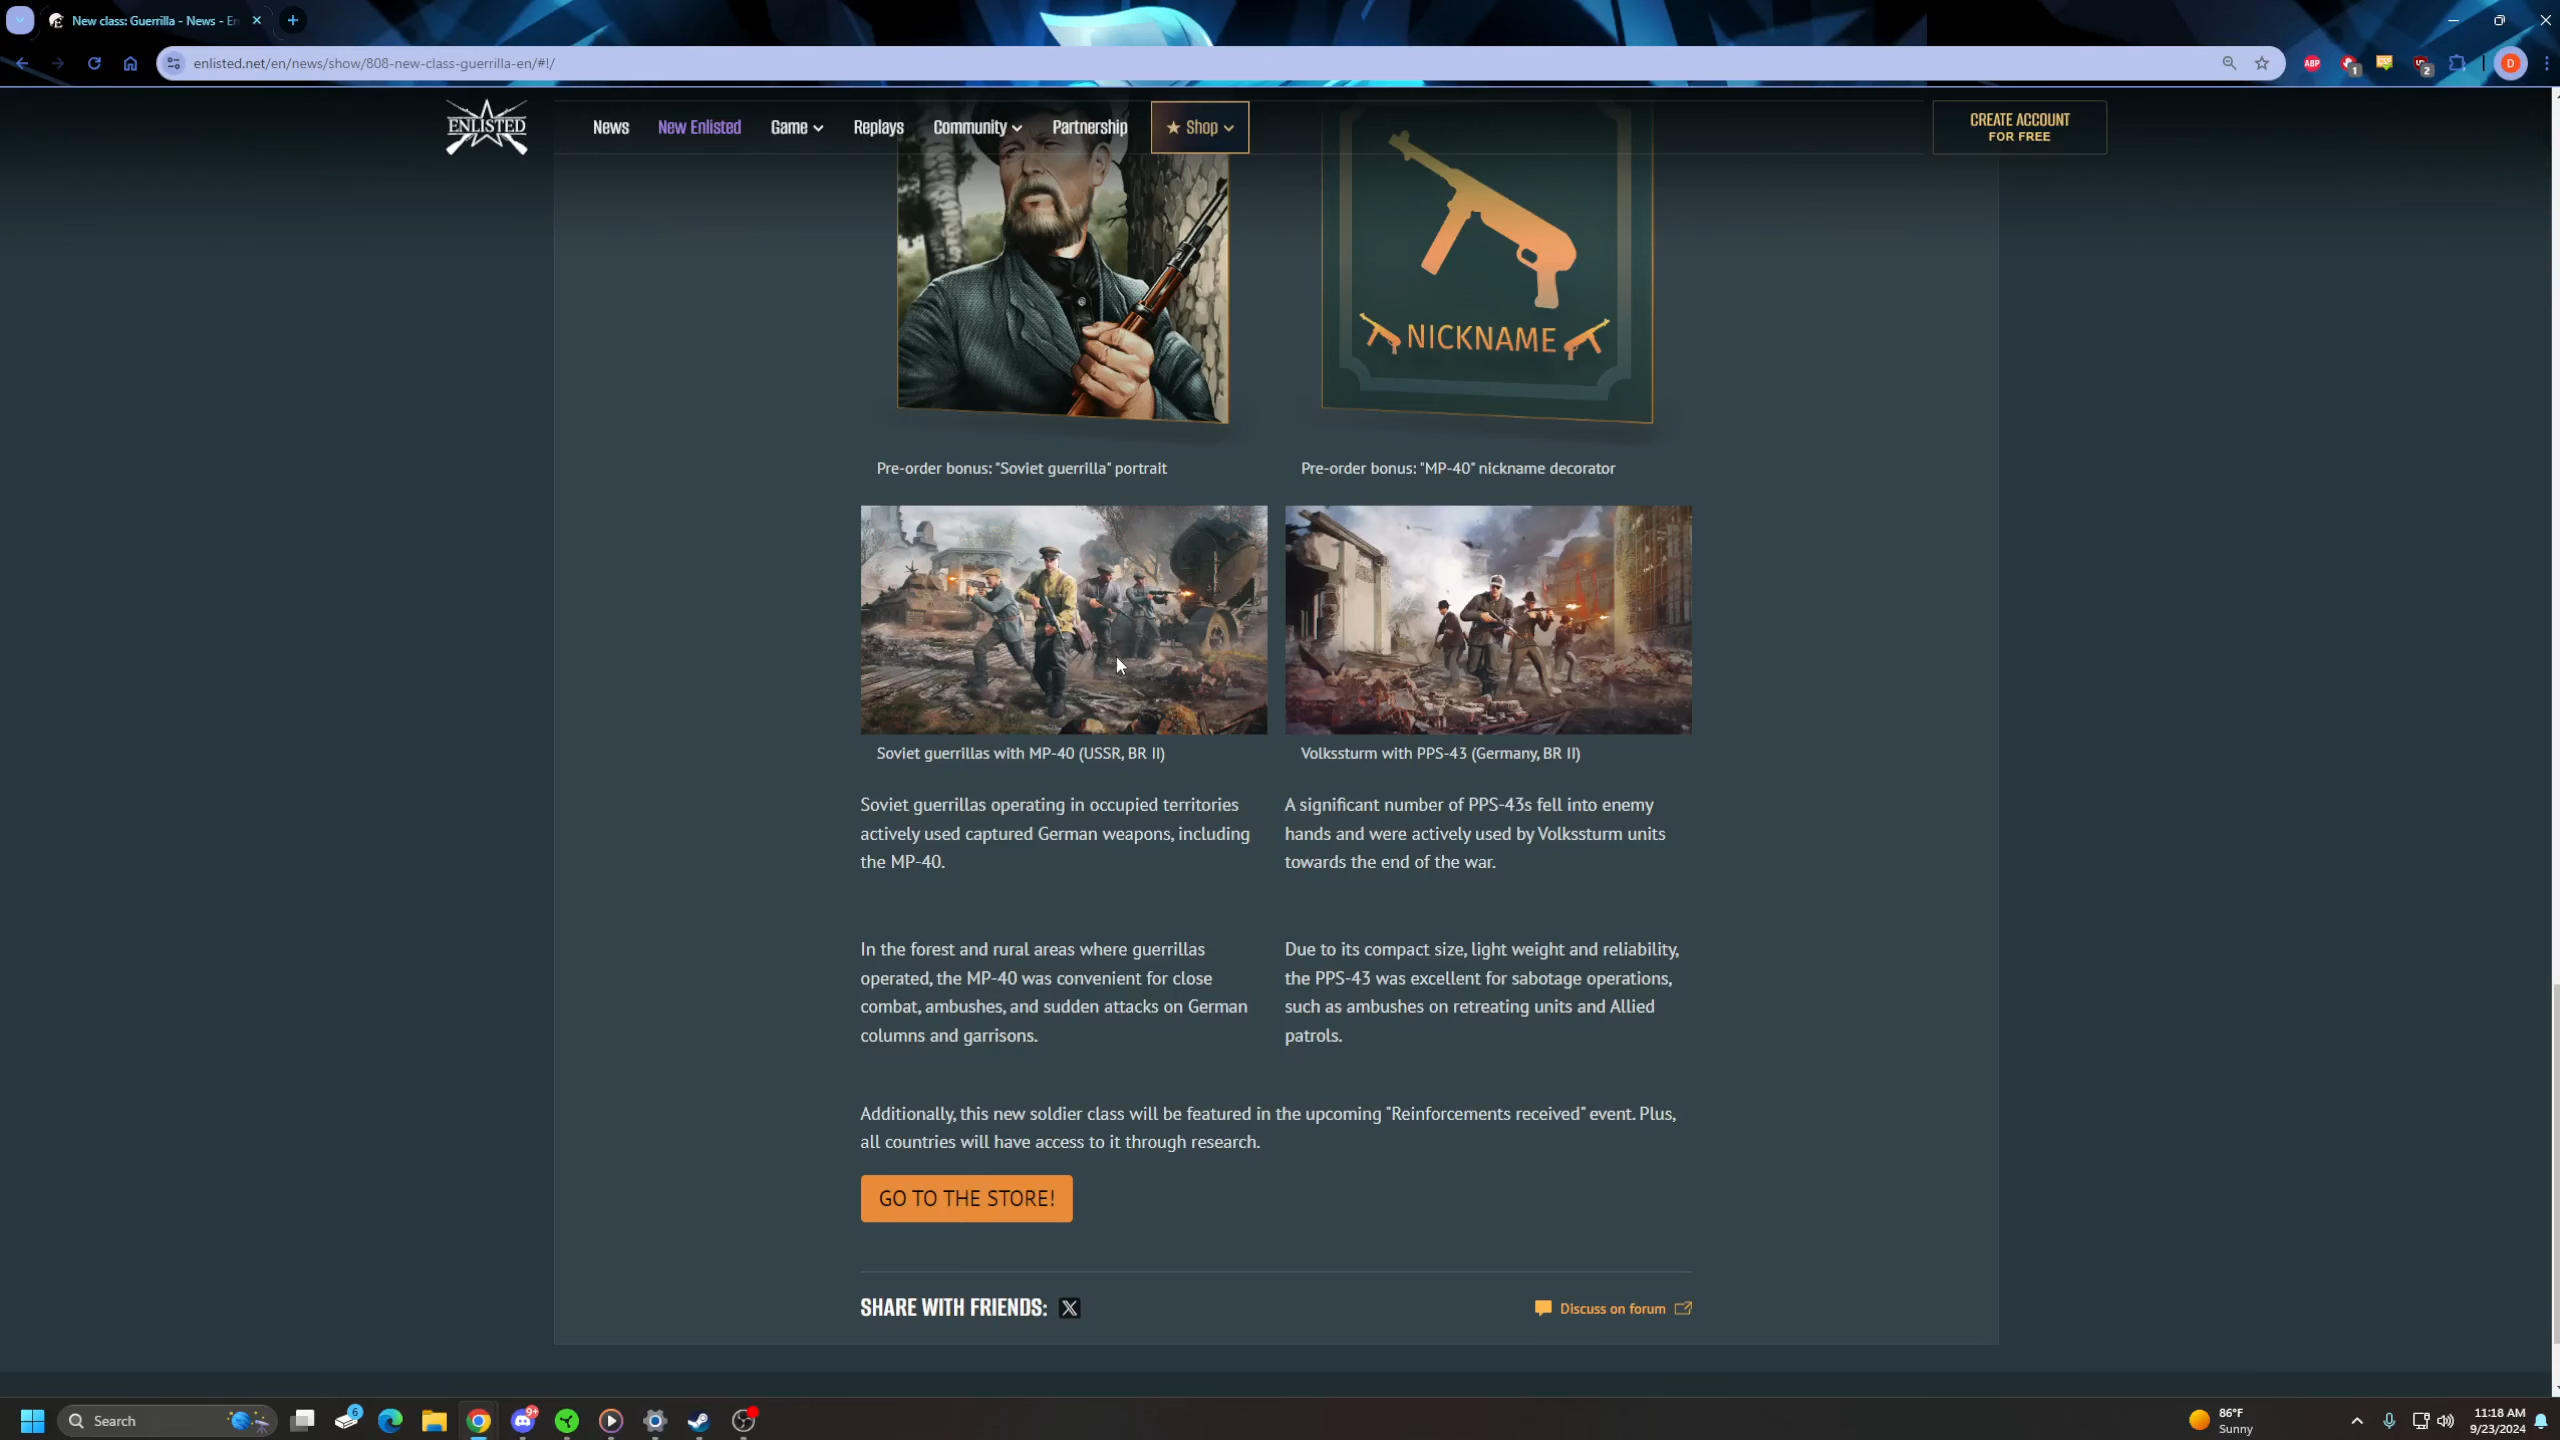 New class: Guerrilla - News - En
enlisted.net/en/news/show/808-new-class-guerrilla-en/#!/
ABP
1
2
D
ENLISTED
News
New Enlisted
Game
Replays
Community
Partnership
★ Shop
CREATE ACCOUNT
FOR FREE
NICKNAME
Pre-order bonus: "Soviet guerrilla" portrait
Pre-order bonus: "MP-40" nickname decorator
Soviet guerrillas with MP-40 (USSR, BR II)
Volkssturm with PPS-43 (Germany, BR II)
Soviet guerrillas operating in occupied territories
actively used captured German weapons, including
the MP-40.
A significant number of PPS-43s fell into enemy
hands and were actively used by Volkssturm units
towards the end of the war.
In the forest and rural areas where guerrillas
operated, the MP-40 was convenient for close
combat, ambushes, and sudden attacks on German
columns and garrisons.
Due to its compact size, light weight and reliability,
the PPS-43 was excellent for sabotage operations,
such as ambushes on retreating units and Allied
patrols.
Additionally, this new soldier class will be featured in the upcoming "Reinforcements received" event. Plus,
all countries will have access to it through research.
GO TO THE STORE!
SHARE WITH FRIENDS:
Discuss on forum
Search
6
9+
86°F
Sunny
11:18 AM
9/23/2024